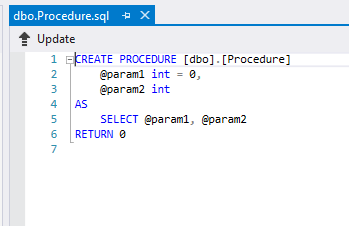 dbo.Procedure.sql
Update
1 CREATE PROCEDURE [dbo].[Procedure]
2 @param1 int = 0,
3 @param2 int
4 AS
5 SELECT @param1, @param2
6 RETURN 0
7